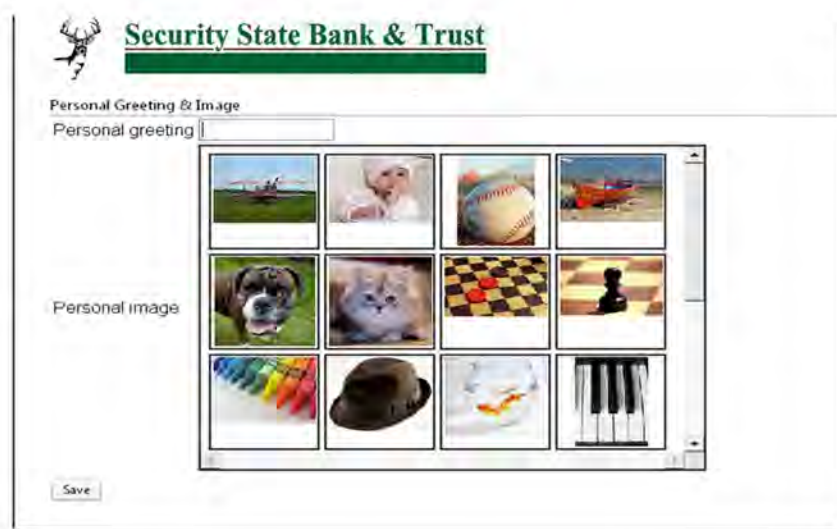 Security State Bank & Trust
Personal Greeting & Image
Personal greeting
Personal image
Save